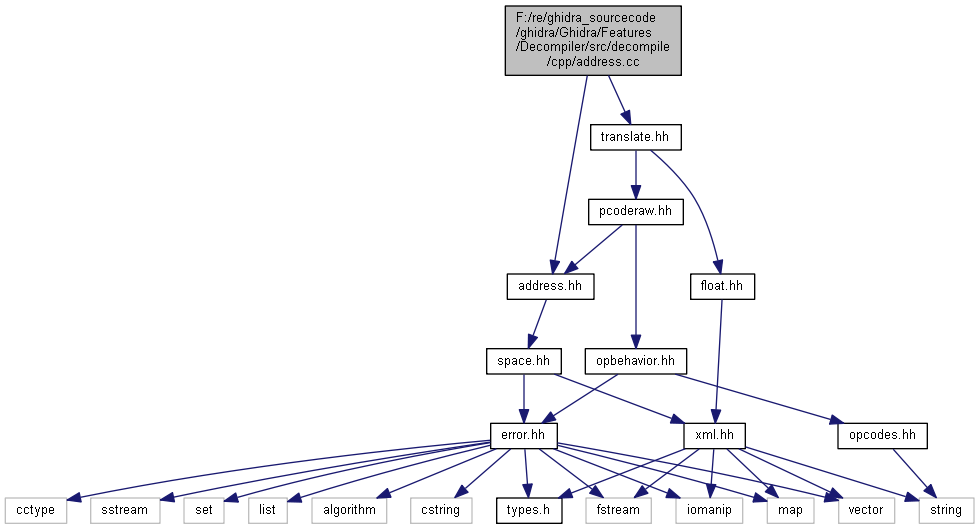 F:/re/ghidra_sourcecode
/ghidra/Ghidra/Features
/Decompiler/src/decompile
/cpp/address.cc
translate.hh
pcoderaw.hh
address.hh
float.hh
space.hh
opbehavior.hh
error.hh
xml.hh
opcodes.hh
cctype
sstream
set
list
algorithm
cstring
types.h
fstream
iomanip
map
vector
string